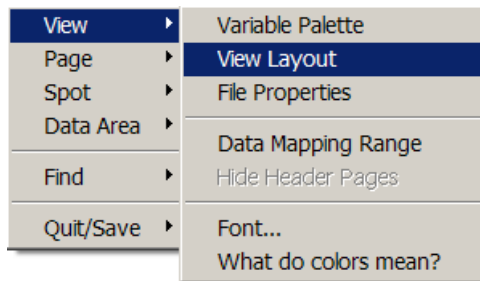 View
Page
Spot
Data Area
Find
Quit/Save
Variable Palette
View Layout
File Properties
Data Mapping Range
Hide Header Pages
Font...
What do colors mean?